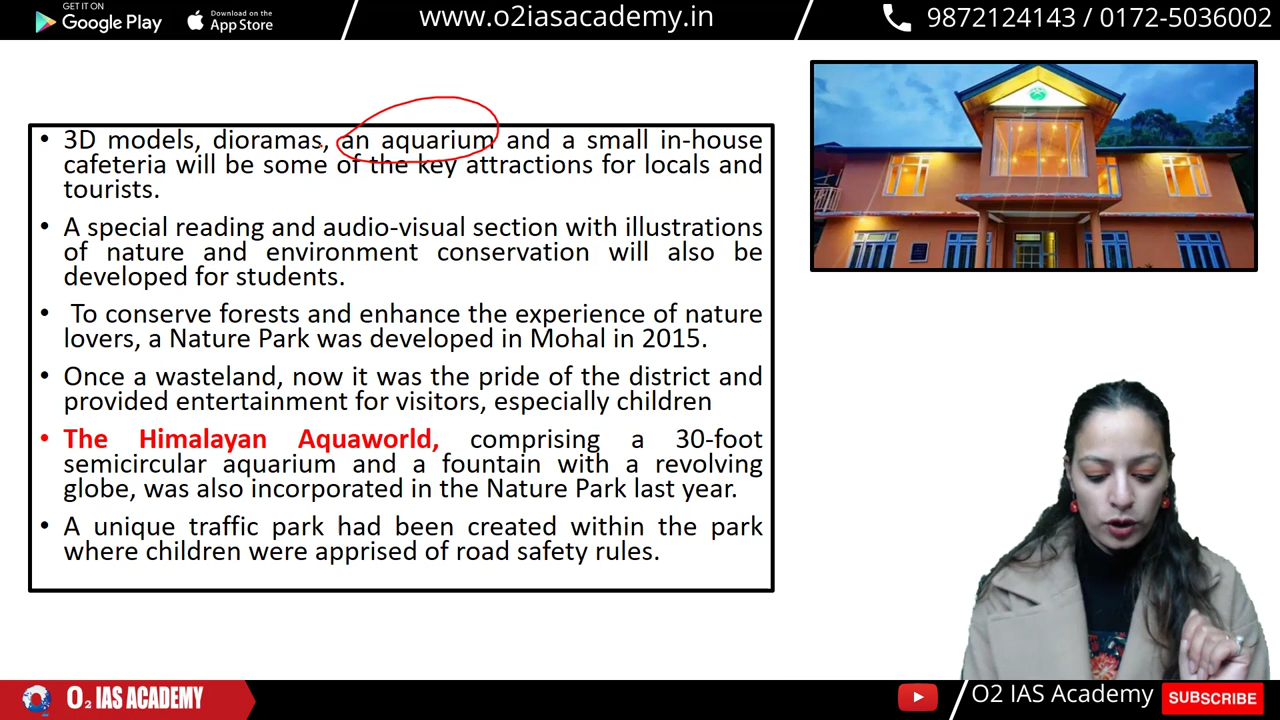 GET IT ON
Google Play
Download on the
App Store
www.o2iasacademy.in
9872124143 / 0172-5036002
• 3D models, dioramas, an aquarium and a small in-house
cafeteria will be some of the key attractions for locals and
tourists.
• A special reading and audio-visual section with illustrations
of nature and environment conservation will also be
developed for students.
• To conserve forests and enhance the experience of nature
lovers, a Nature Park was developed in Mohal in 2015.
• Once a wasteland, now it was the pride of the district and
provided entertainment for visitors, especially children
• The Himalayan Aquaworld, comprising a 30-foot
semicircular aquarium and a fountain with a revolving
globe, was also incorporated in the Nature Park last year.
• A unique traffic park had been created within the park
where children were apprised of road safety rules.
O2 IAS ACADEMY
O2 IAS Academy
SUBSCRIBE